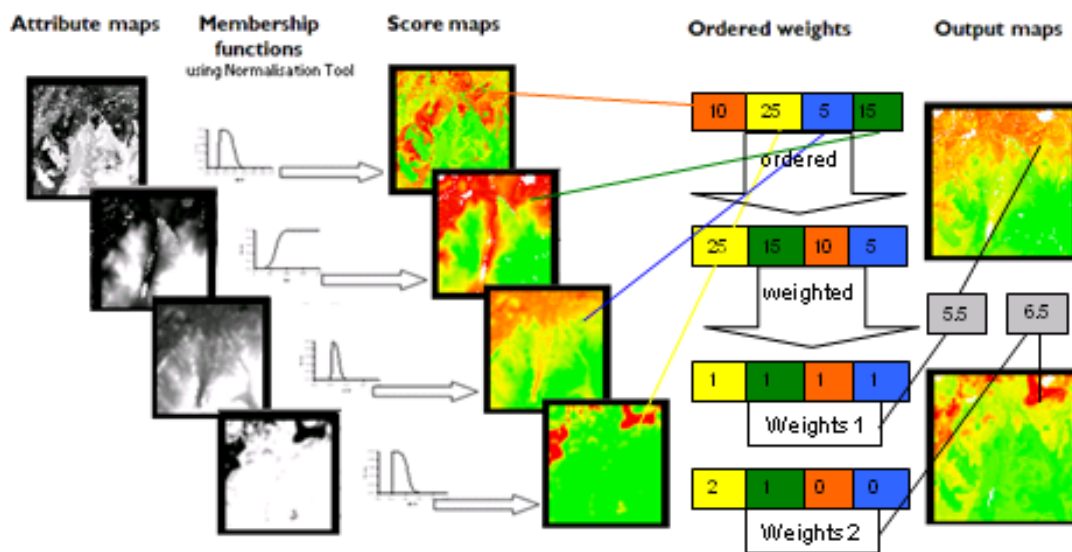 Attribute maps
Membership
functions
using Normalisation Tool
Score maps
Ordered weights
Output maps
10 25 5 15
ordered
25 15 10 5
weighted
5.5 6.5
1 1 1 1
Weights 1
2 1 0 0
Weights 2